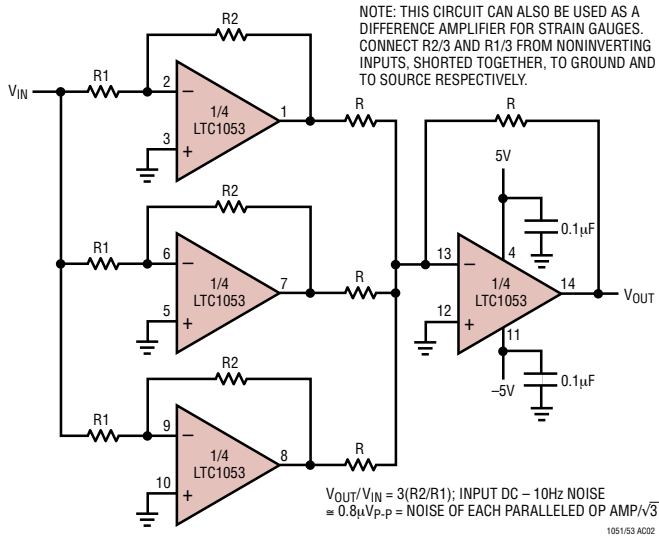 NOTE: THIS CIRCUIT CAN ALSO BE USED AS A
DIFFERENCE AMPLIFIER FOR STRAIN GAUGES.
CONNECT R2/3 AND R1/3 FROM NONINVERTING
INPUTS, SHORTED TOGETHER, TO GROUND AND
TO SOURCE RESPECTIVELY.
R2
VIN
R1
2
–
1/4
LTC1053
1
3
+
R
R
5V
0.1µF
R2
R1
6
–
1/4
LTC1053
7
5
+
R
13
–
4
1/4
LTC1053
14
VOUT
12
+
11
–5V
0.1µF
R2
R1
9
–
1/4
LTC1053
8
10
+
R
VOUT/VIN = 3(R2/R1); INPUT DC – 10Hz NOISE
≅ 0.8µVP-P = NOISE OF EACH PARALLELED OP AMP/√3
1051/53 AC02